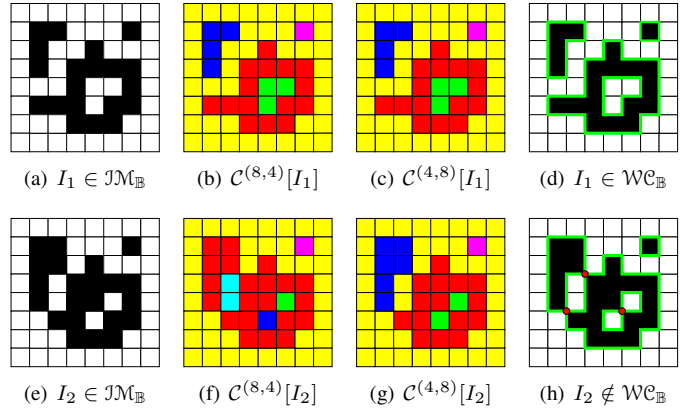 (a) I₁ ∈ ℑ𝔐_𝔹 (b) 𝒞^(8,4)[I₁] (c) 𝒞^(4,8)[I₁] (d) I₁ ∈ 𝒲𝒞_𝔹
(e) I₂ ∈ ℑ𝔐_𝔹 (f) 𝒞^(8,4)[I₂] (g) 𝒞^(4,8)[I₂] (h) I₂ ∉ 𝒲𝒞_𝔹